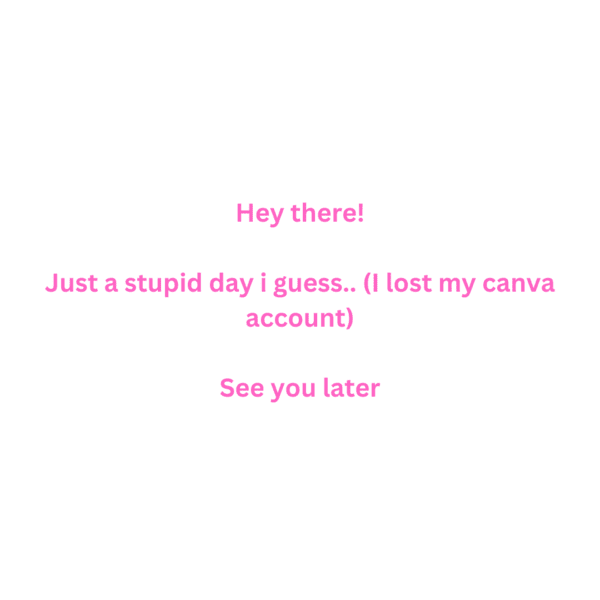 Hey there!
Just a stupid day i guess.. (I lost my canva
account)
See you later